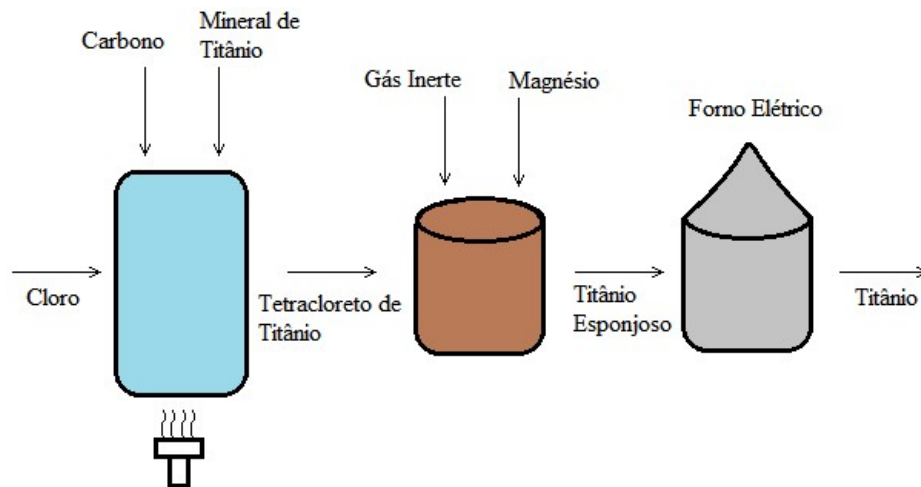 Carbono
Mineral de
Titânio
Gás Inerte
Magnésio
Forno Elétrico
Cloro
Tetracloreto de
Titânio
Titânio
Esponjoso
Titânio